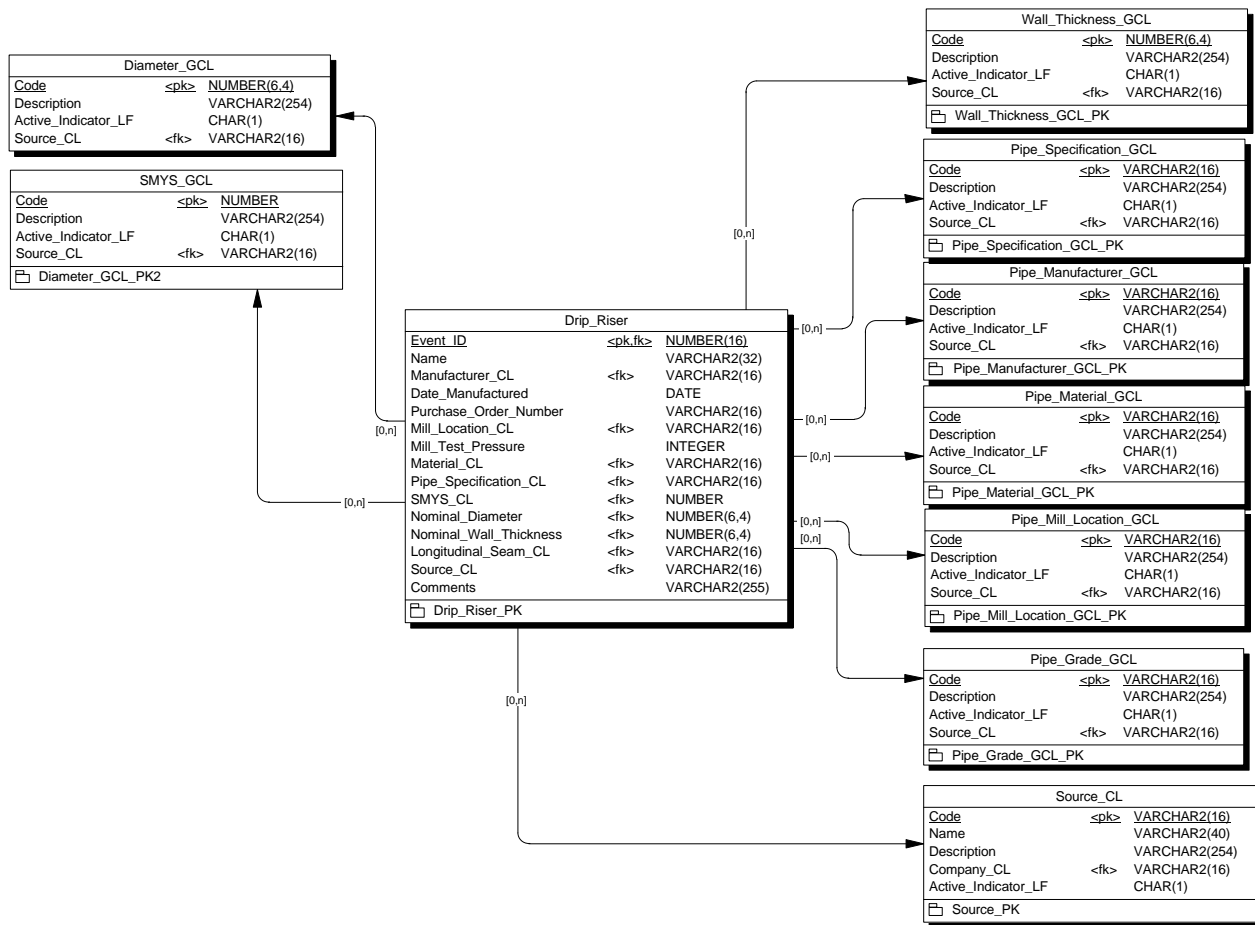 Diameter_GCL
Code <pk> NUMBER(6,4)
Description VARCHAR2(254)
Active_Indicator_LF CHAR(1)
Source_CL <fk> VARCHAR2(16)
SMYS_GCL
Code <pk> NUMBER
Description VARCHAR2(254)
Active_Indicator_LF CHAR(1)
Source_CL <fk> VARCHAR2(16)
Diameter_GCL_PK2
[0,n]
[0,n]
Drip_Riser
Event_ID <pk,fk> NUMBER(16)
Name VARCHAR2(32)
Manufacturer_CL <fk> VARCHAR2(16)
Date_Manufactured DATE
Purchase_Order_Number VARCHAR2(16)
Mill_Location_CL <fk> VARCHAR2(16)
Mill_Test_Pressure INTEGER
Material_CL <fk> VARCHAR2(16)
Pipe_Specification_CL <fk> VARCHAR2(16)
SMYS_CL <fk> NUMBER
Nominal_Diameter <fk> NUMBER(6,4)
Nominal_Wall_Thickness <fk> NUMBER(6,4)
Longitudinal_Seam_CL <fk> VARCHAR2(16)
Source_CL <fk> VARCHAR2(16)
Comments VARCHAR2(255)
Drip_Riser_PK
[0,n]
[0,n]
[0,n]
[0,n]
[0,n]
[0,n]
[0,n]
Wall_Thickness_GCL
Code <pk> NUMBER(6,4)
Description VARCHAR2(254)
Active_Indicator_LF CHAR(1)
Source_CL <fk> VARCHAR2(16)
Wall_Thickness_GCL_PK
Pipe_Specification_GCL
Code <pk> VARCHAR2(16)
Description VARCHAR2(254)
Active_Indicator_LF CHAR(1)
Source_CL <fk> VARCHAR2(16)
Pipe_Specification_GCL_PK
Pipe_Manufacturer_GCL
Code <pk> VARCHAR2(16)
Description VARCHAR2(254)
Active_Indicator_LF CHAR(1)
Source_CL <fk> VARCHAR2(16)
Pipe_Manufacturer_GCL_PK
Pipe_Material_GCL
Code <pk> VARCHAR2(16)
Description VARCHAR2(254)
Active_Indicator_LF CHAR(1)
Source_CL <fk> VARCHAR2(16)
Pipe_Material_GCL_PK
Pipe_Mill_Location_GCL
Code <pk> VARCHAR2(16)
Description VARCHAR2(254)
Active_Indicator_LF CHAR(1)
Source_CL <fk> VARCHAR2(16)
Pipe_Mill_Location_GCL_PK
Pipe_Grade_GCL
Code <pk> VARCHAR2(16)
Description VARCHAR2(254)
Active_Indicator_LF CHAR(1)
Source_CL <fk> VARCHAR2(16)
Pipe_Grade_GCL_PK
Source_CL
Code <pk> VARCHAR2(16)
Name VARCHAR2(40)
Description VARCHAR2(254)
Company_CL <fk> VARCHAR2(16)
Active_Indicator_LF CHAR(1)
Source_PK